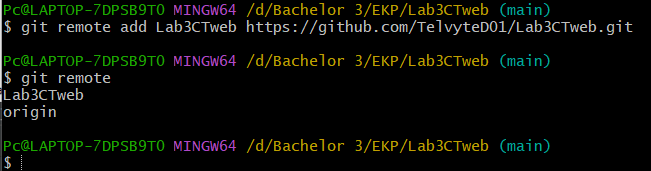 Pc@LAPTOP-7DPSB9T0 MINGW64 /d/Bachelor 3/EKP/Lab3CTweb (main)
$ git remote add Lab3CTweb https://github.com/TelvyteD01/Lab3CTweb.git
Pc@LAPTOP-7DPSB9T0 MINGW64 /d/Bachelor 3/EKP/Lab3CTweb (main)
$ git remote
Lab3CTweb
origin
Pc@LAPTOP-7DPSB9T0 MINGW64 /d/Bachelor 3/EKP/Lab3CTweb (main)
$